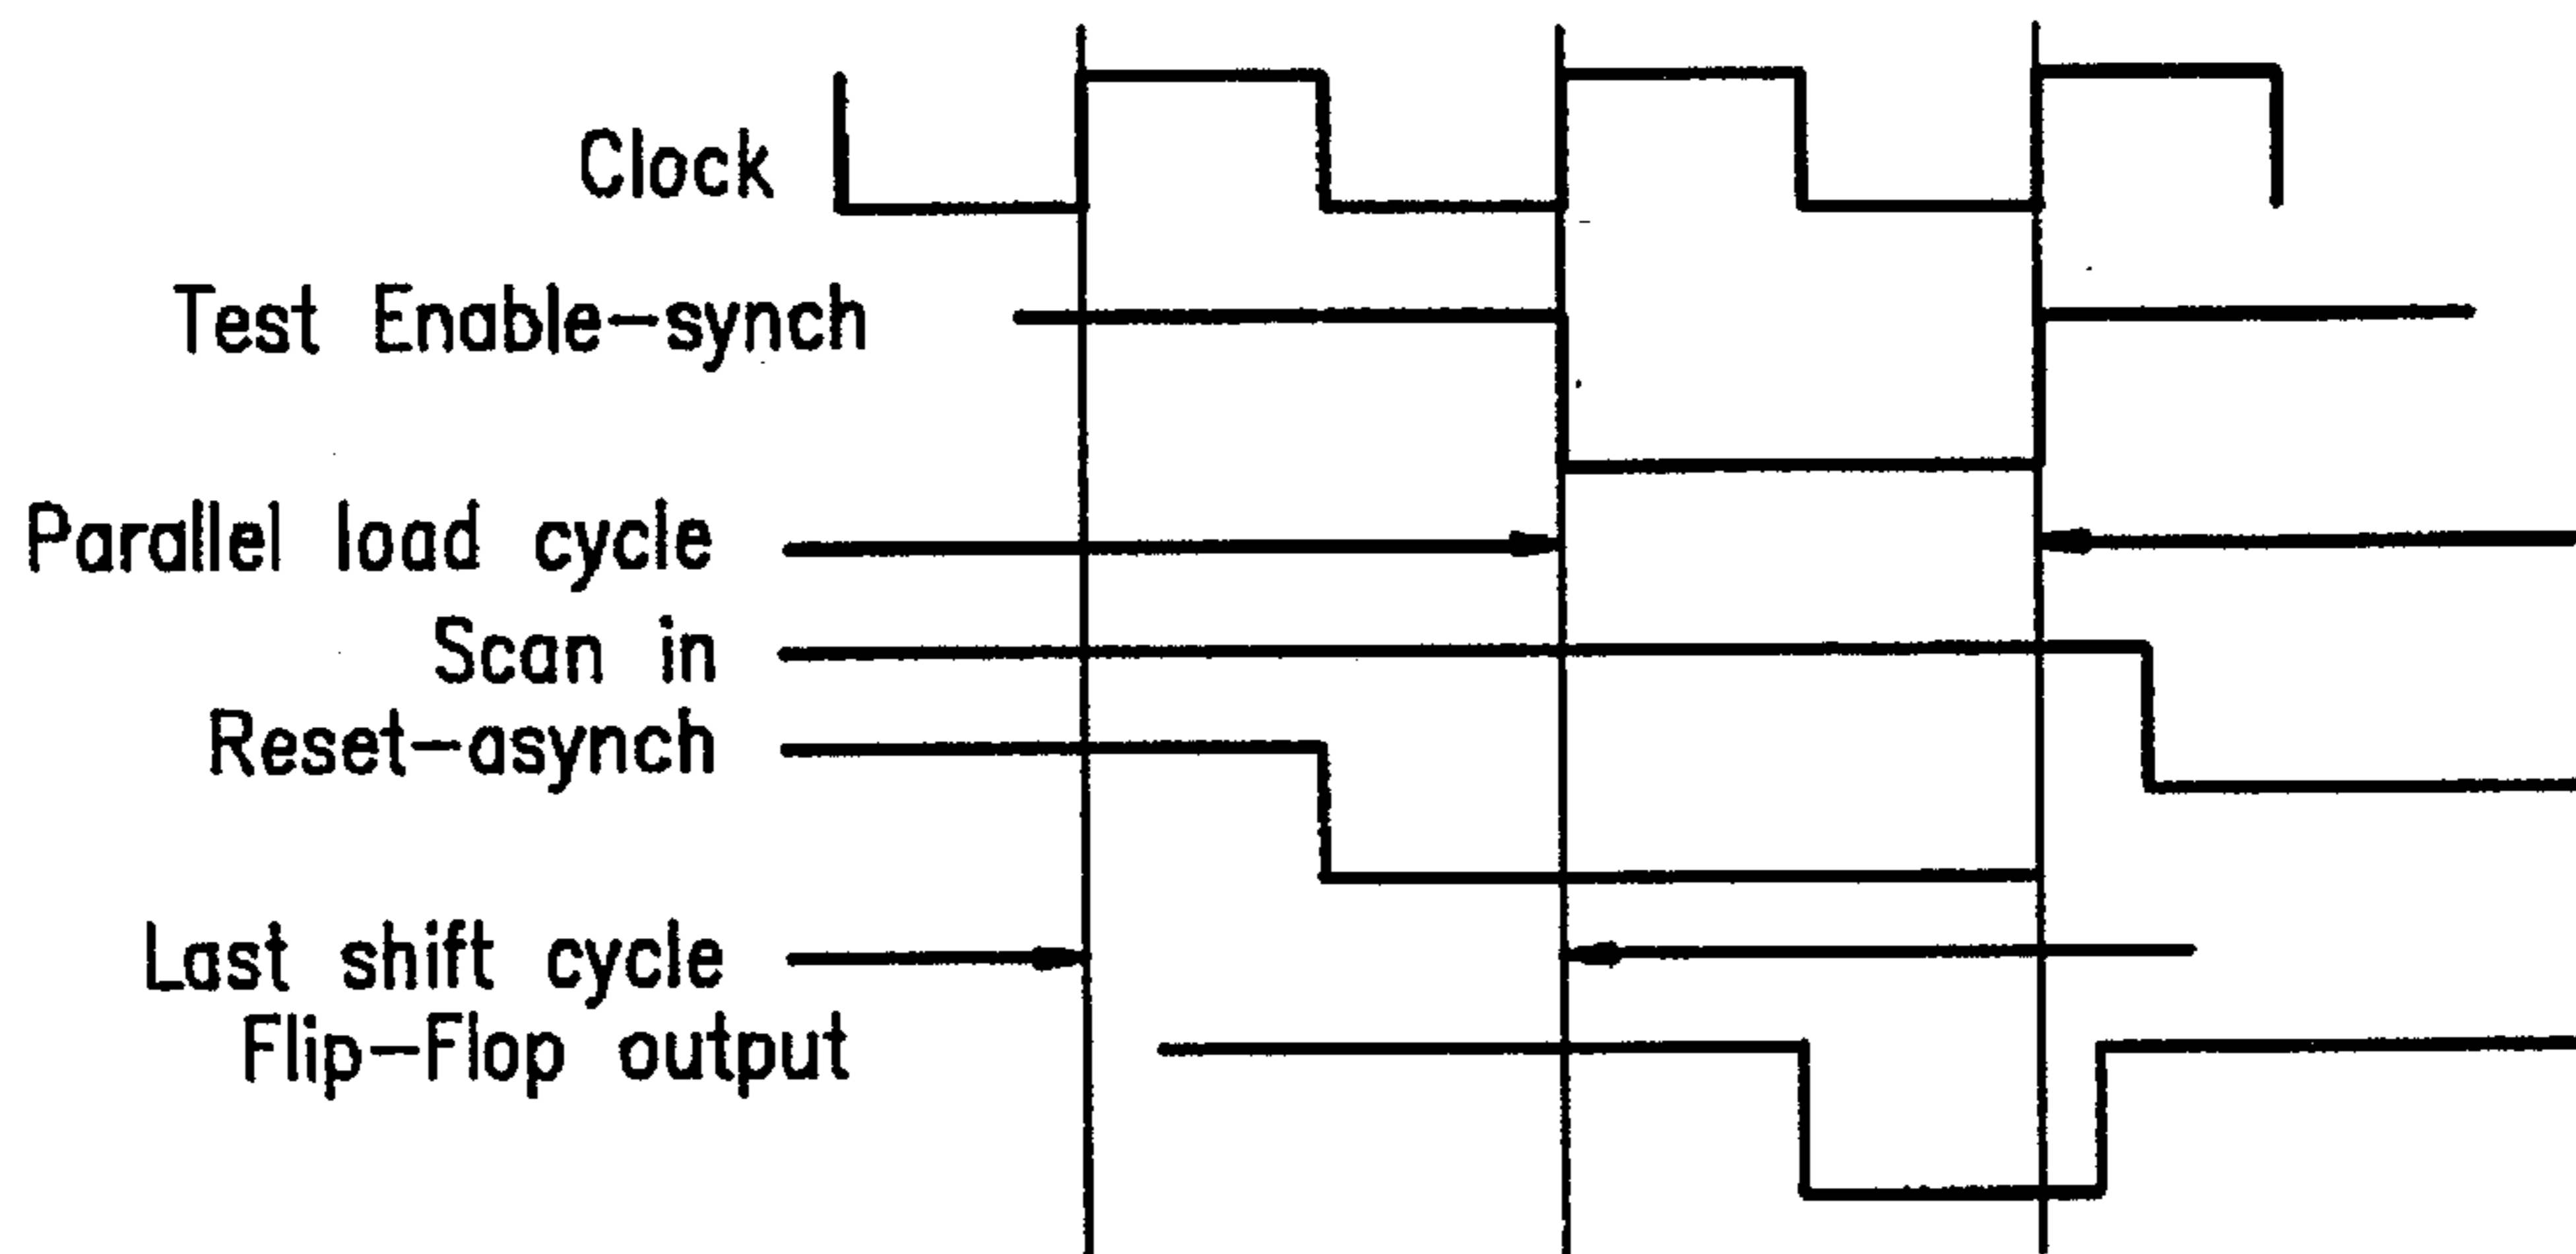 Clock
Test Enable-synch
Parallel load cycle
Scan in
Reset-asynch
Last shift cycle
Flip-Flop output